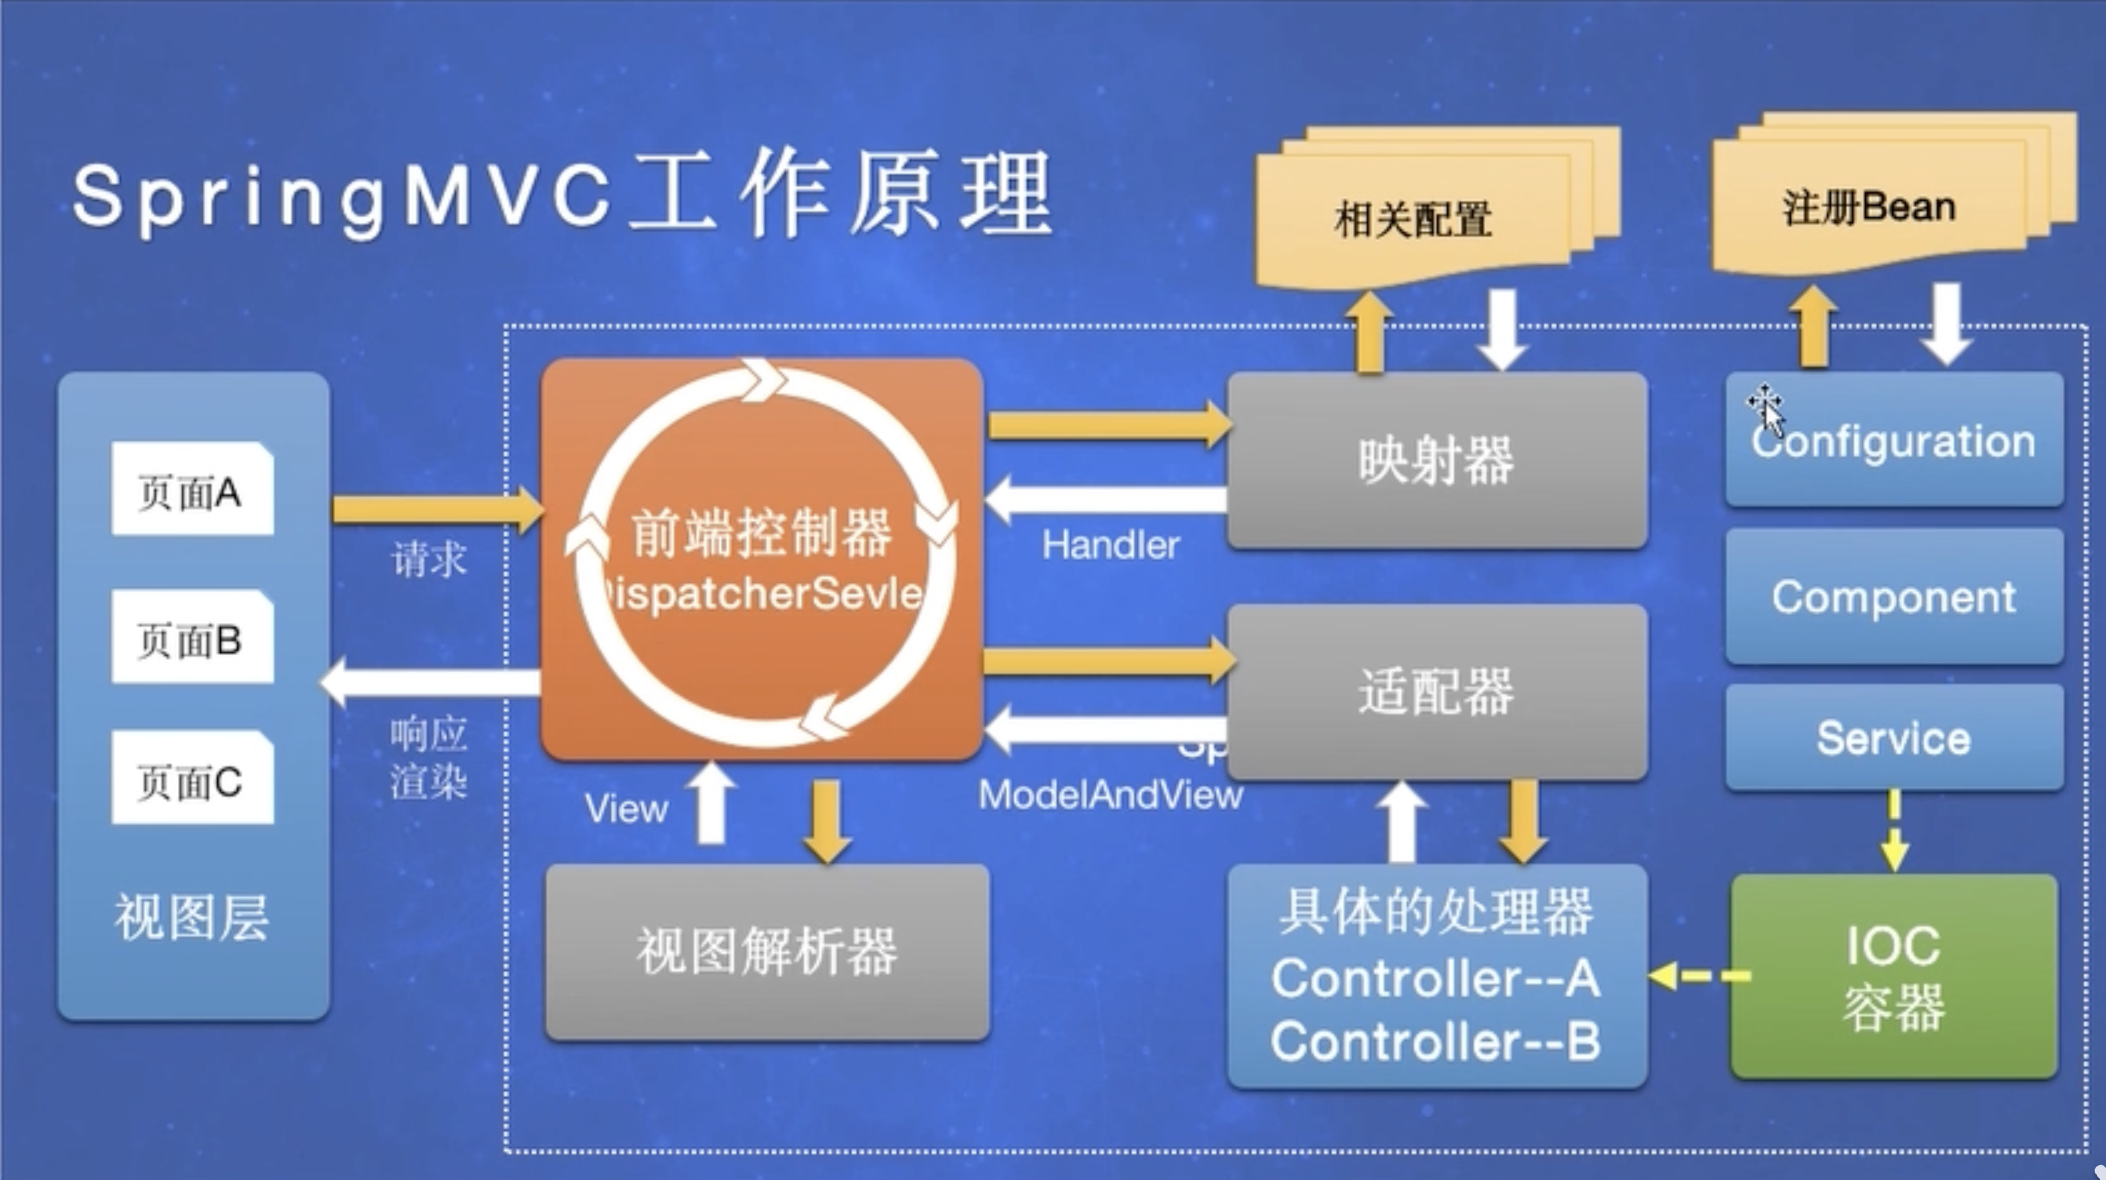 SpringMVC工作原理
相关配置
注册Bean
页面A
页面B
页面C
视图层
请求
响应
渲染
前端控制器
ispatcherSevle
Handler
ModelAndView
View
视图解析器
映射器
适配器
Sp
具体的处理器
Controller--A
Controller--B
Configuration
Component
Service
IOC
容器